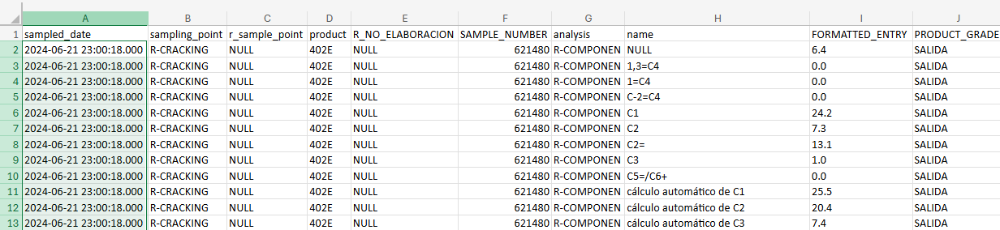 A B C D E F G H I J
1 sampled_date sampling_point r_sample_point product R_NO_ELABORACION SAMPLE_NUMBER analysis name FORMATTED_ENTRY PRODUCT_GRADE
2 2024-06-21 23:00:18.000 R-CRACKING NULL 402E NULL 621480 R-COMPONEN NULL 6.4 SALIDA
3 2024-06-21 23:00:18.000 R-CRACKING NULL 402E NULL 621480 R-COMPONEN 1,3=C4 0.0 SALIDA
4 2024-06-21 23:00:18.000 R-CRACKING NULL 402E NULL 621480 R-COMPONEN 1=C4 0.0 SALIDA
5 2024-06-21 23:00:18.000 R-CRACKING NULL 402E NULL 621480 R-COMPONEN C-2=C4 0.0 SALIDA
6 2024-06-21 23:00:18.000 R-CRACKING NULL 402E NULL 621480 R-COMPONEN C1 24.2 SALIDA
7 2024-06-21 23:00:18.000 R-CRACKING NULL 402E NULL 621480 R-COMPONEN C2 7.3 SALIDA
8 2024-06-21 23:00:18.000 R-CRACKING NULL 402E NULL 621480 R-COMPONEN C2= 13.1 SALIDA
9 2024-06-21 23:00:18.000 R-CRACKING NULL 402E NULL 621480 R-COMPONEN C3 1.0 SALIDA
10 2024-06-21 23:00:18.000 R-CRACKING NULL 402E NULL 621480 R-COMPONEN C5=/C6+ 0.0 SALIDA
11 2024-06-21 23:00:18.000 R-CRACKING NULL 402E NULL 621480 R-COMPONEN cálculo automático de C1 25.5 SALIDA
12 2024-06-21 23:00:18.000 R-CRACKING NULL 402E NULL 621480 R-COMPONEN cálculo automático de C2 20.4 SALIDA
13 2024-06-21 23:00:18.000 R-CRACKING NULL 402E NULL 621480 R-COMPONEN cálculo automático de C3 7.4 SALIDA